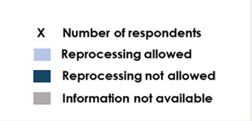 X Number of respondents
Reprocessing allowed
Reprocessing not allowed
Information not available